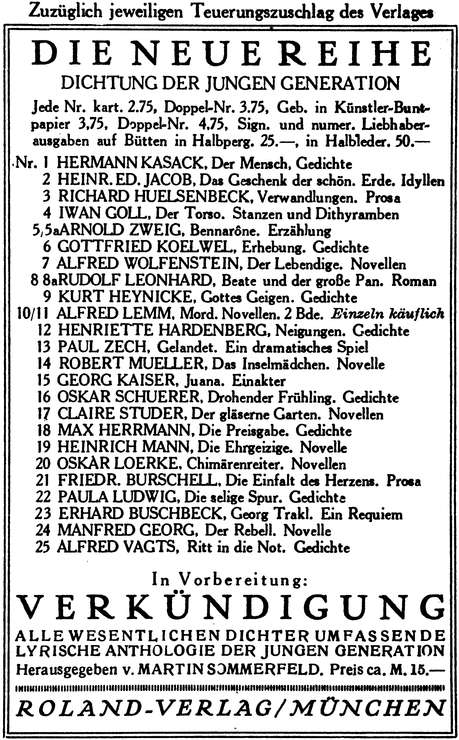 Zuzüglich jeweiligen Teuerungszuschlag des Verlages
DIE NEUE REIHE
DICHTUNG DER JUNGEN GENERATION
Jede Nr. kart. 2.75, Doppel-Nr. 3.75, Geb. in Künstler-Bunt-
papier 3,75, Doppel-Nr. 4,75, Sign. und numer. Liebhaber-
ausgaben auf Bütten in Halbperg. 25.—, in Halbleder. 50.—
Nr. 1 HERMANN KASACK, Der Mensch, Gedichte
2 HEINR. ED. JACOB, Das Geschenk der schön. Erde. Idyllen
3 RICHARD HUELSENBECK, Verwandlungen. Prosa
4 IWAN GOLL, Der Torso. Stanzen und Dithyramben
5,5a ARNOLD ZWEIG, Bennarône. Erzählung
6 GOTTFRIED KOELWEL, Erhebung. Gedichte
7 ALFRED WOLFENSTEIN, Der Lebendige. Novellen
8 8a RUDOLF LEONHARD, Beate und der große Pan. Roman
9 KURT HEYNICKE, Gottes Geigen. Gedichte
10/11 ALFRED LEMM, Mord. Novellen. 2 Bde. Einzeln käuflich
12 HENRIETTE HARDENBERG, Neigungen. Gedichte
13 PAUL ZECH, Gelandet. Ein dramatisches Spiel
14 ROBERT MUELLER, Das Inselmädchen. Novelle
15 GEORG KAISER, Juana. Einakter
16 OSKAR SCHUERER, Drohender Frühling. Gedichte
17 CLAIRE STUDER, Der gläserne Garten. Novellen
18 MAX HERRMANN, Die Preisgabe. Gedichte
19 HEINRICH MANN, Die Ehrgeizige. Novelle
20 OSKAR LOERKE, Chimärenreiter. Novellen
21 FRIEDR. BURSCHELL, Die Einfalt des Herzens. Prosa
22 PAULA LUDWIG, Die selige Spur. Gedichte
23 ERHARD BUSCHBECK, Georg Trakl. Ein Requiem
24 MANFRED GEORG, Der Rebell. Novelle
25 ALFRED VAGTS, Ritt in die Not. Gedichte
In Vorbereitung:
VERKÜNDIGUNG
ALLE WESENTLICHEN DICHTER UMFASSENDE
LYRISCHE ANTHOLOGIE DER JUNGEN GENERATION
Herausgegeben v. MARTIN SOMMERFELD. Preis ca. M. 15.—
ROLAND-VERLAG/MÜNCHEN